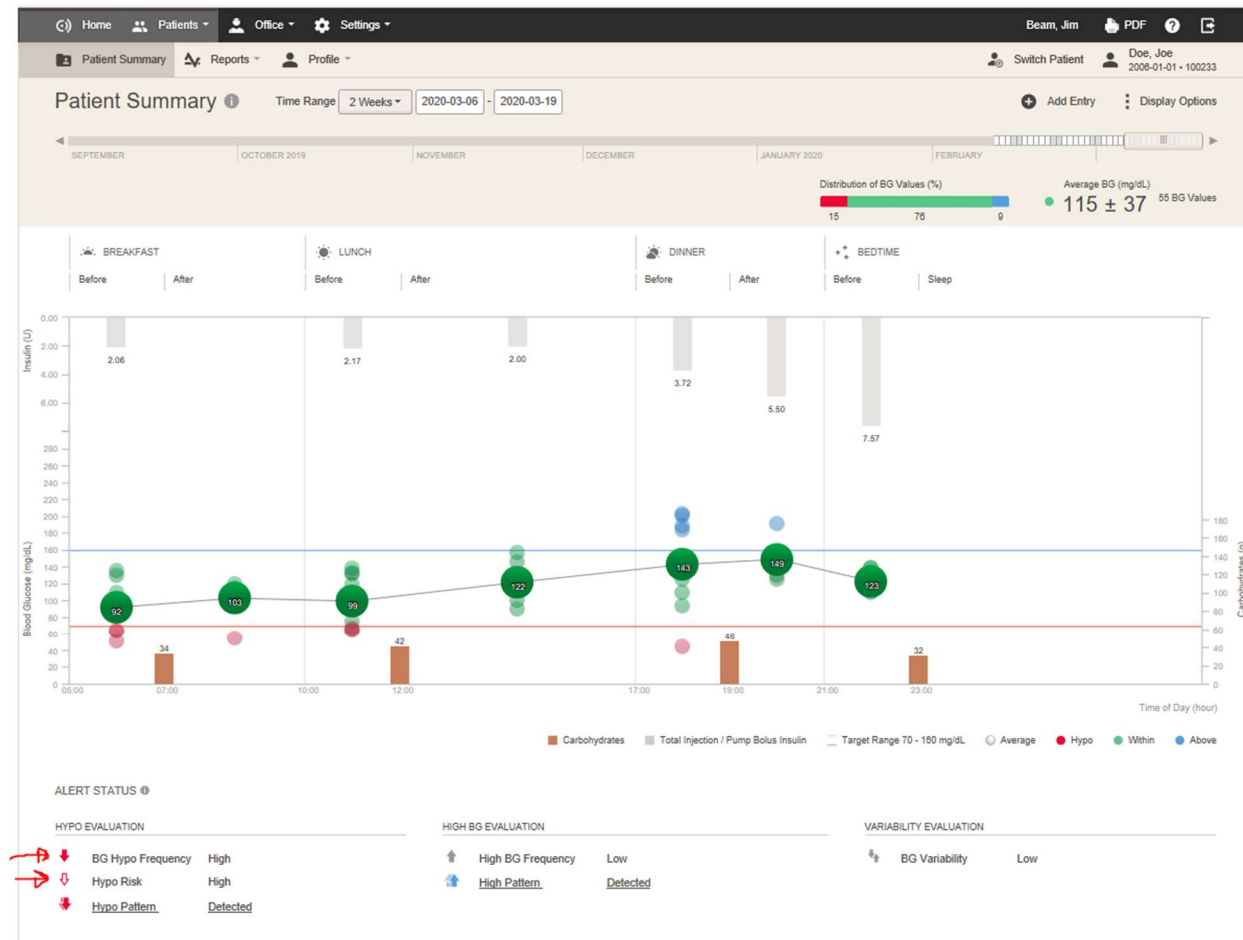 Home Patients Office Settings Beam, Jim PDF ?
Patient Summary Reports Profile Switch Patient Doe, Joe
2006-01-01 • 100233
Patient Summary Time Range 2 Weeks 2020-03-06 - 2020-03-19 Add Entry Display Options
SEPTEMBER OCTOBER 2019 NOVEMBER DECEMBER JANUARY 2020 FEBRUARY
Distribution of BG Values (%) Average BG (mg/dL)
115 ± 37 55 BG Values
15 76 9
BREAKFAST LUNCH DINNER BEDTIME
Before After Before After Before After Before Sleep
Insulin (U)
0.00
2.00
4.00
6.00
2.06 2.17 2.00 3.72 5.50 7.57
Blood Glucose (mg/dL)
280
260
240
220
200
180
160
140
120
100
80
60
40
20
0
92 103 99 122 143 149 123
34 42 48 32
180
160
140
120
100
80
60
40
20
0
Carbohydrates (g)
05:00 07:00 10:00 12:00 17:00 19:00 21:00 23:00
Time of Day (hour)
Carbohydrates Total Injection / Pump Bolus Insulin Target Range 70 - 160 mg/dL Average Hypo Within Above
ALERT STATUS
HYPO EVALUATION
BG Hypo Frequency High
Hypo Risk High
Hypo Pattern Detected
HIGH BG EVALUATION
High BG Frequency Low
High Pattern Detected
VARIABILITY EVALUATION
BG Variability Low